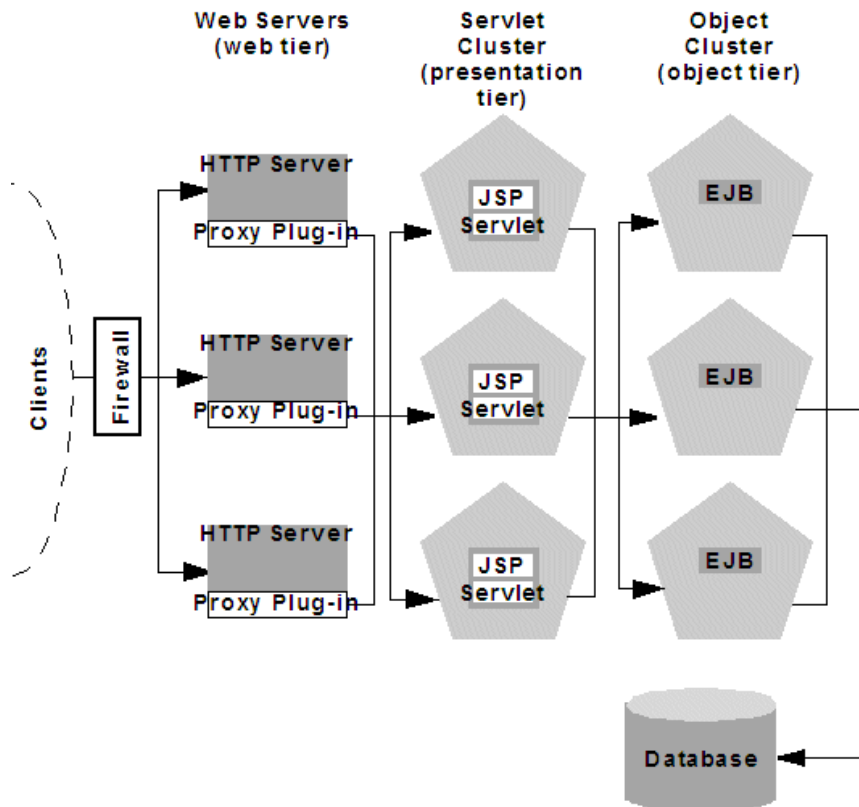 Web Servers
(web tier)
Servlet
Cluster
(presentation
tier)
Object
Cluster
(object tier)
Clients
Firewall
HTTP Server
Proxy Plug-in
HTTP Server
Proxy Plug-in
HTTP Server
Proxy Plug-in
JSP
Servlet
JSP
Servlet
JSP
Servlet
EJB
EJB
EJB
Database